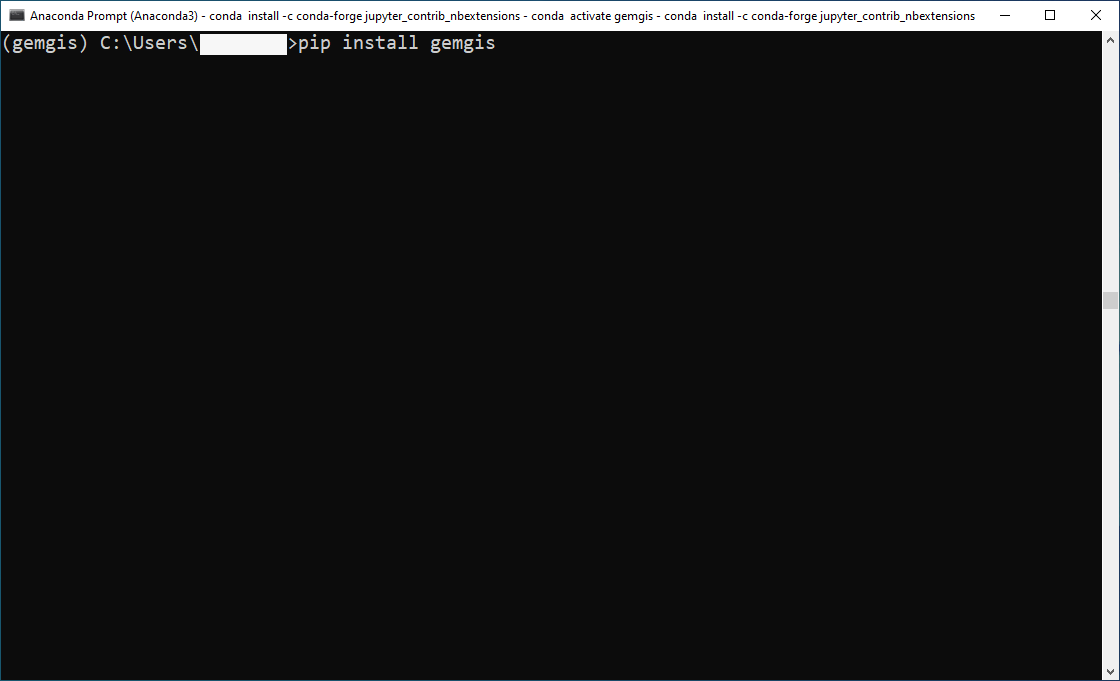 Anaconda Prompt (Anaconda3) - conda  install -c conda-forge jupyter_contrib_nbextensions - conda  activate gemgis - conda  install -c conda-forge jupyter_contrib_nbextensions
(gemgis) C:\Users\>pip install gemgis